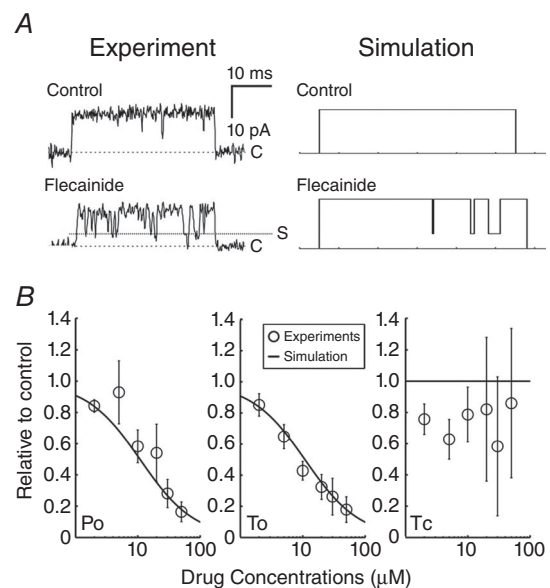 A
Experiment
Simulation
Control
10 ms
10 pA
C
Control
Flecainide
S
C
Flecainide
B
Relative to control
1.4
1.2
1.0
0.8
0.6
0.4
0.2
0
Po
10 100
1.4
1.2
1.0
0.8
0.6
0.4
0.2
0
Experiments
Simulation
To
10 100
1.4
1.2
1.0
0.8
0.6
0.4
0.2
0
Tc
10 100
Drug Concentrations (μM)